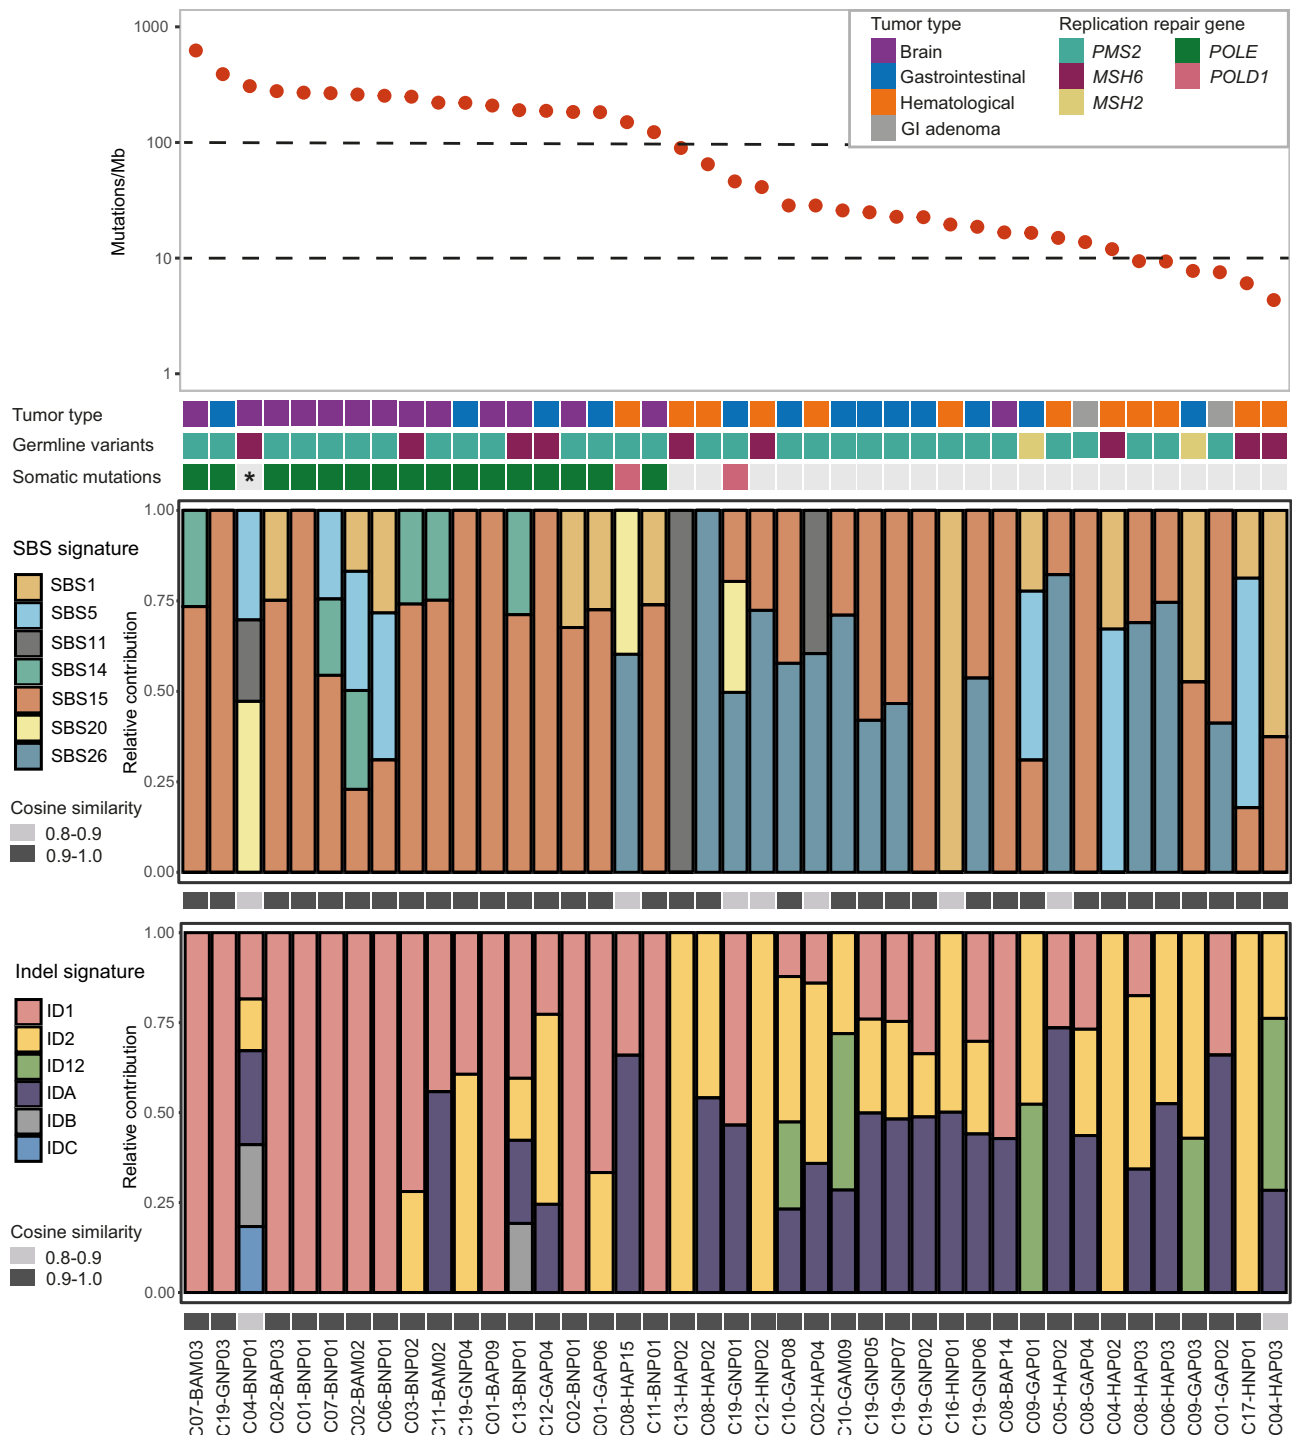 1000
100
10
1
Mutations/Mb
Tumor type
Brain
Gastrointestinal
Hematological
GI adenoma
Replication repair gene
PMS2
MSH6
MSH2
POLE
POLD1
Tumor type
Germline variants
Somatic mutations
*
SBS signature
SBS1
SBS5
SBS11
SBS14
SBS15
SBS20
SBS26
Cosine similarity
0.8-0.9
0.9-1.0
Relative contribution
1.00
0.75
0.50
0.25
0.00
Indel signature
ID1
ID2
ID12
IDA
IDB
IDC
Cosine similarity
0.8-0.9
0.9-1.0
Relative contribution
1.00
0.75
0.50
0.25
0.00
C07-BAM03
C19-GNP03
C04-BNP01
C02-BAP03
C01-BNP01
C07-BNP01
C02-BAM02
C06-BNP01
C03-BNP02
C11-BAM02
C19-GNP04
C01-BAP09
C13-BNP01
C12-GAP04
C02-BNP01
C01-GAP06
C08-HAP15
C11-BNP01
C13-HAP02
C08-HAP02
C19-GNP01
C12-HNP02
C10-GAP08
C02-HAP04
C10-GAM09
C19-GNP05
C19-GNP07
C19-GNP02
C16-HNP01
C19-GNP06
C08-BAP14
C09-GAP01
C05-HAP02
C08-GAP04
C04-HAP02
C08-HAP03
C06-HAP03
C09-GAP03
C01-GAP02
C17-HNP01
C04-HAP03